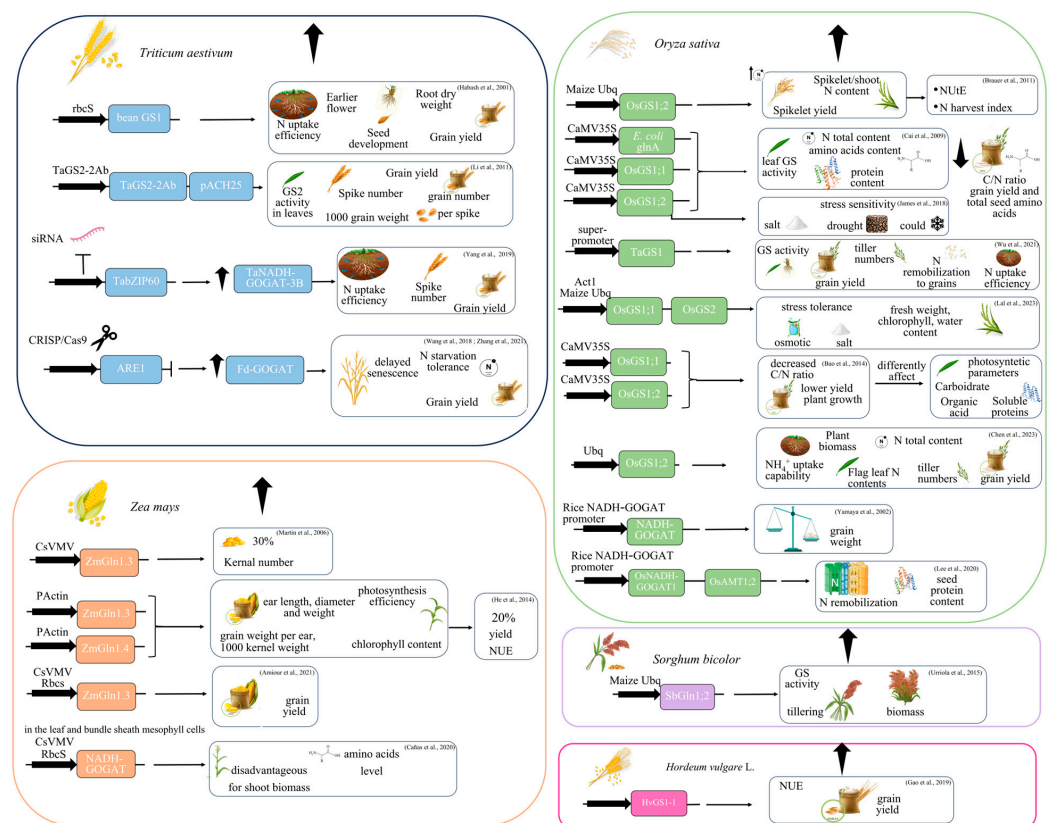 Triticum aestivum
rbcS
bean GS1
(Habash et al., 2001)
Earlier
flower
Root dry
weight
N uptake
efficiency
Seed
development
Grain yield
TaGS2-2Ab
TaGS2-2Ab
pACH25
(Li et al., 2011)
GS2
activity
in leaves
Spike number
Grain yield
grain number
1000 grain weight
per spike
siRNA
TabZIP60
TaNADH-
GOGAT-3B
(Yang et al., 2019)
N uptake
efficiency
Spike
number
Grain yield
CRISP/Cas9
ARE1
Fd-GOGAT
(Wang et al., 2018 ; Zhang et al., 2021)
delayed
senescence
N starvation
tolerance
N
Grain yield
Zea mays
CsVMV
ZmGln1.3
(Martin et al., 2006)
30%
Kernal number
PActin
ZmGln1.3
PActin
ZmGln1.4
ear length, diameter
and weight
photosynthesis
efficiency
grain weight per ear,
1000 kernel weight
chlorophyll content
(He et al., 2014)
20%
yield
NUE
CsVMV
Rbcs
ZmGln1.3
(Amiour et al., 2021)
grain
yield
in the leaf and bundle sheath mesophyll cells
CsVMV
RbcS
NADH-
GOGAT
(Cañas et al., 2020)
disadvantageous
for shoot biomass
amino acids
level
Oryza sativa
Maize Ubq
OsGS1;2
N
Spikelet/shoot
N content
Spikelet yield
(Brauer et al., 2011)
•NUtE
•N harvest index
CaMV35S
E. coli
glnA
CaMV35S
OsGS1;1
CaMV35S
OsGS1;2
(Cai et al., 2009)
N
N total content
amino acids content
leaf GS
activity
protein
content
C/N ratio
grain yield and
total seed amino
acids
(James et al., 2018)
stress sensitivity
salt
drought
could
super-
promoter
TaGS1
(Wu et al., 2021)
GS activity
grain yield
tiller
numbers
N
remobilization
to grains
N uptake
efficiency
Act1
Maize Ubq
OsGS1;1
OsGS2
(Lal et al., 2023)
stress tolerance
osmotic
salt
fresh weight,
chlorophyll, water
content
CaMV35S
OsGS1;1
CaMV35S
OsGS1;2
decreased
C/N ratio
(Bao et al., 2014)
lower yield
plant growth
differently
affect
photosyntetic
parameters
Carboidrate
Organic
acid
Soluble
proteins
Ubq
OsGS1;2
(Chen et al., 2023)
Plant
biomass
N
N total content
NH₄⁺ uptake
capability
Flag leaf N
contents
tiller
numbers
grain yield
Rice NADH-GOGAT
promoter
NADH-
GOGAT
(Yamaya et al., 2002)
grain
weight
Rice NADH-GOGAT
promoter
OsNADH-
GOGAT1
OsAMT1;2
(Lee et al., 2020)
N
N remobilization
seed
protein
content
Sorghum bicolor
Maize Ubq
SbGln1;2
(Urriola et al., 2015)
GS
activity
tillering
biomass
Hordeum vulgare L.
HvGS1-1
(Gao et al., 2019)
NUE
grain
yield